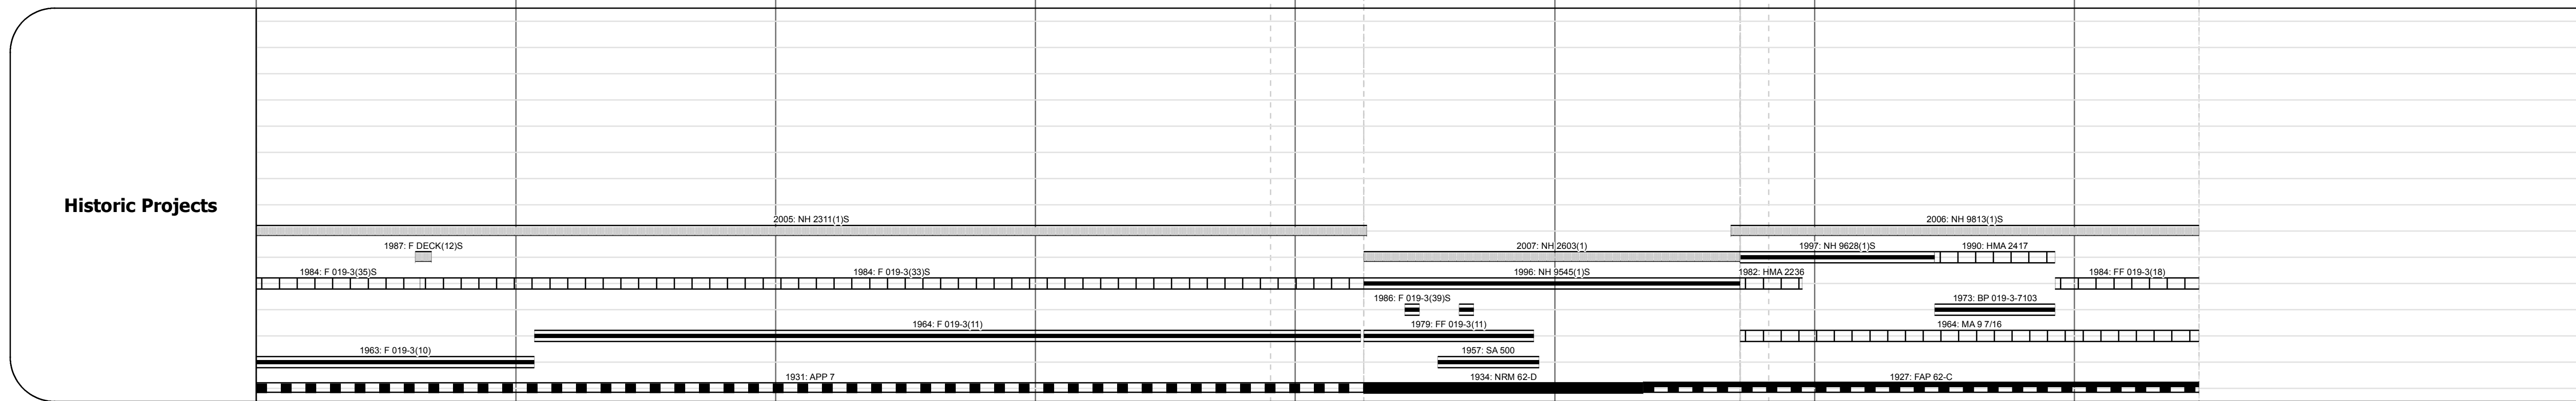 Historic Projects
2005: NH 2311(1)S
2006: NH 9813(1)S
1987: F DECK(12)S
2007: NH 2603(1)
1997: NH 9628(1)S
1990: HMA 2417
1984: F 019-3(35)S
1984: F 019-3(33)S
1996: NH 9545(1)S
1982: HMA 2236
1984: FF 019-3(18)
1986: F 019-3(39)S
1973: BP 019-3-7103
1964: F 019-3(11)
1979: FF 019-3(11)
1964: MA 9 7/16
1963: F 019-3(10)
1957: SA 500
1931: APP 7
1934: NRM 62-D
1927: FAP 62-C